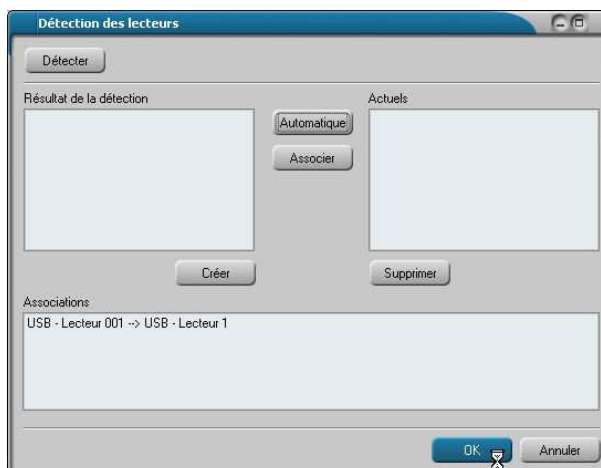 Détection des lecteurs
Détecter
Résultat de la détection
Actuels
Automatique
Associer
Créer
Supprimer
Associations
USB - Lecteur 001 --> USB - Lecteur 1
OK
Annuler